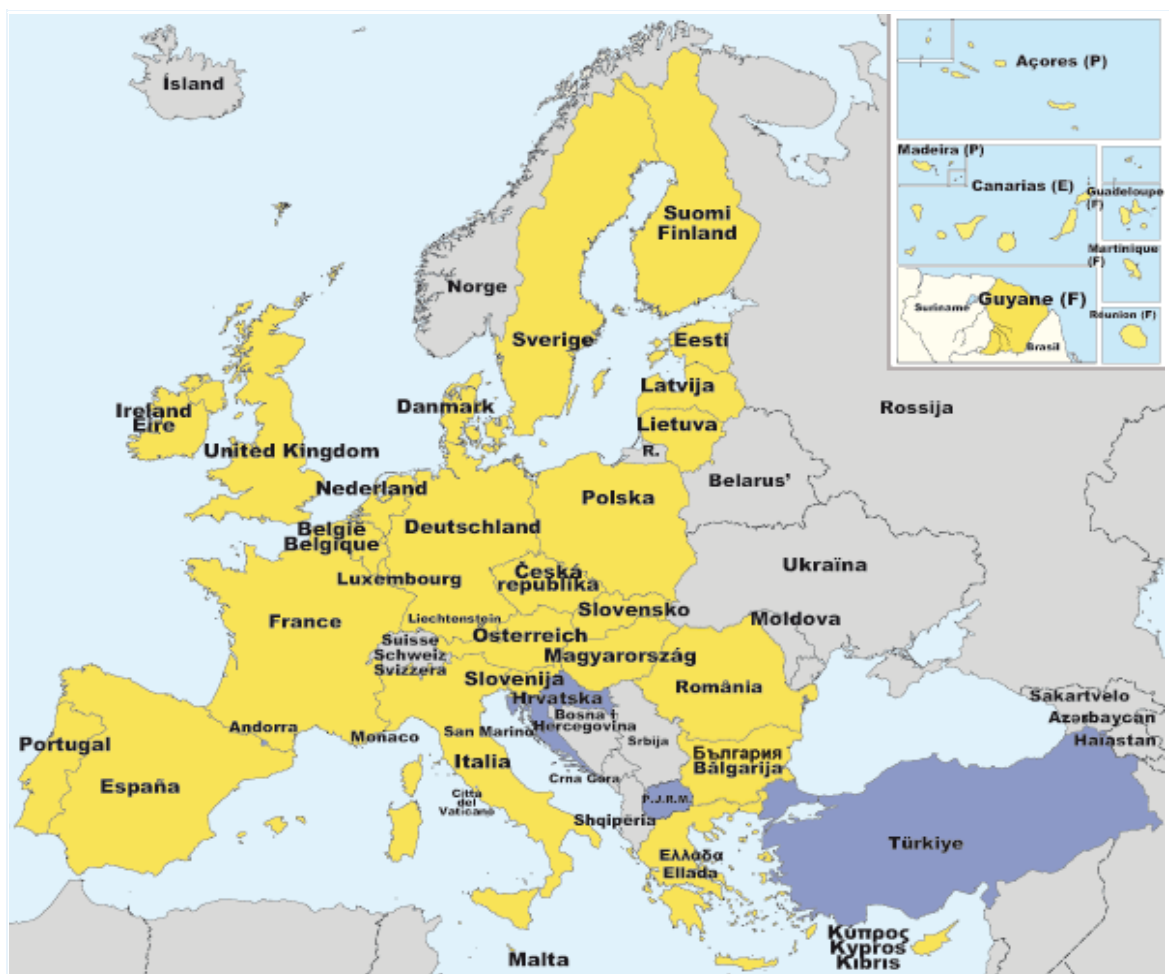 Ísland
Açores (P)
Madeira (P)
Canarias (E)
Guadeloupe
(F)
Martinique
(F)
Guyane (F)
Suriname
Brasil
Réunion (F)
Suomi
Finland
Norge
Sverige
Eesti
Latvija
Lietuva
R.
Rossija
Danmark
Ireland
Éire
United Kingdom
Nederland
Belarus'
Polska
België
Belgique
Deutschland
Ukraïna
Luxembourg
Česká
republika
Slovensko
France
Liechtenstein
Österreich
Moldova
Suisse
Schweiz
Svizzera
Magyarország
Slovenija
România
Hrvatska
Bosna i
Hercegovina
Sakartvelo
Azərbaycan
Haiastan
Andorra
Monaco
San Marino
Srbija
Portugal
España
Italia
България
Bălgarija
Crna Gora
Città
del
Vaticano
P.J.R.M.
Shqipëria
Türkiye
Ελλάδα
Ellada
Κύπρος
Kypros
Kıbrıs
Malta